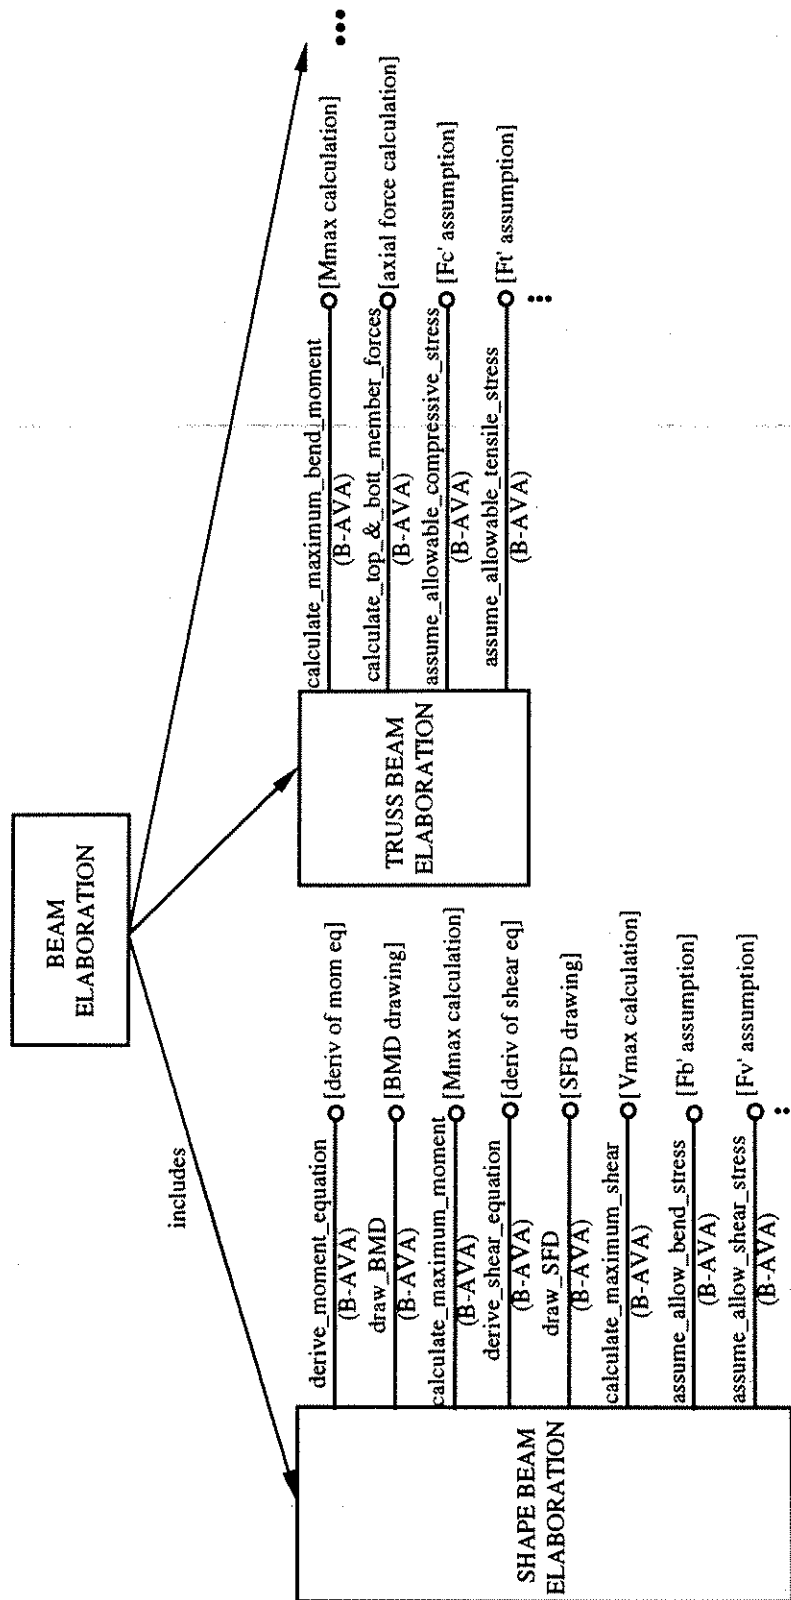 BEAM
ELABORATION
includes
SHAPE BEAM
ELABORATION
derive_moment_equation
(B-AVA)
[deriv of mom eq]
draw_BMD
(B-AVA)
[BMD drawing]
calculate_maximum_moment
(B-AVA)
[Mmax calculation]
derive_shear_equation
(B-AVA)
[deriv of shear eq]
draw_SFD
(B-AVA)
[SFD drawing]
calculate_maximum_shear
(B-AVA)
[Vmax calculation]
assume_allow_bend_stress
(B-AVA)
[Fb' assumption]
assume_allow_shear_stress
(B-AVA)
[Fv' assumption]
TRUSS BEAM
ELABORATION
calculate_maximum_bend_moment
(B-AVA)
[Mmax calculation]
calculate_top_&_bott_member_forces
(B-AVA)
[axial force calculation]
assume_allowable_compressive_stress
(B-AVA)
[Fc' assumption]
assume_allowable_tensile_stress
(B-AVA)
[Ft' assumption]